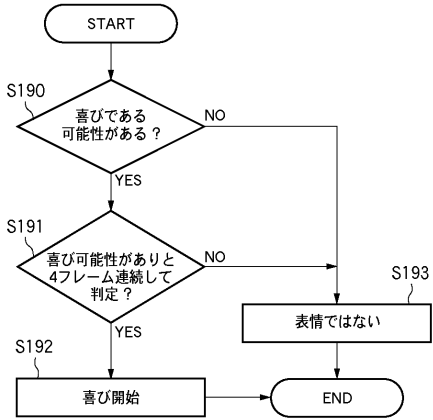 START
S190
喜びである
可能性がある?
NO
YES
S191
喜び可能性がありと
4フレーム連続して
判定?
NO
YES
S193
表情ではない
S192
喜び開始
END